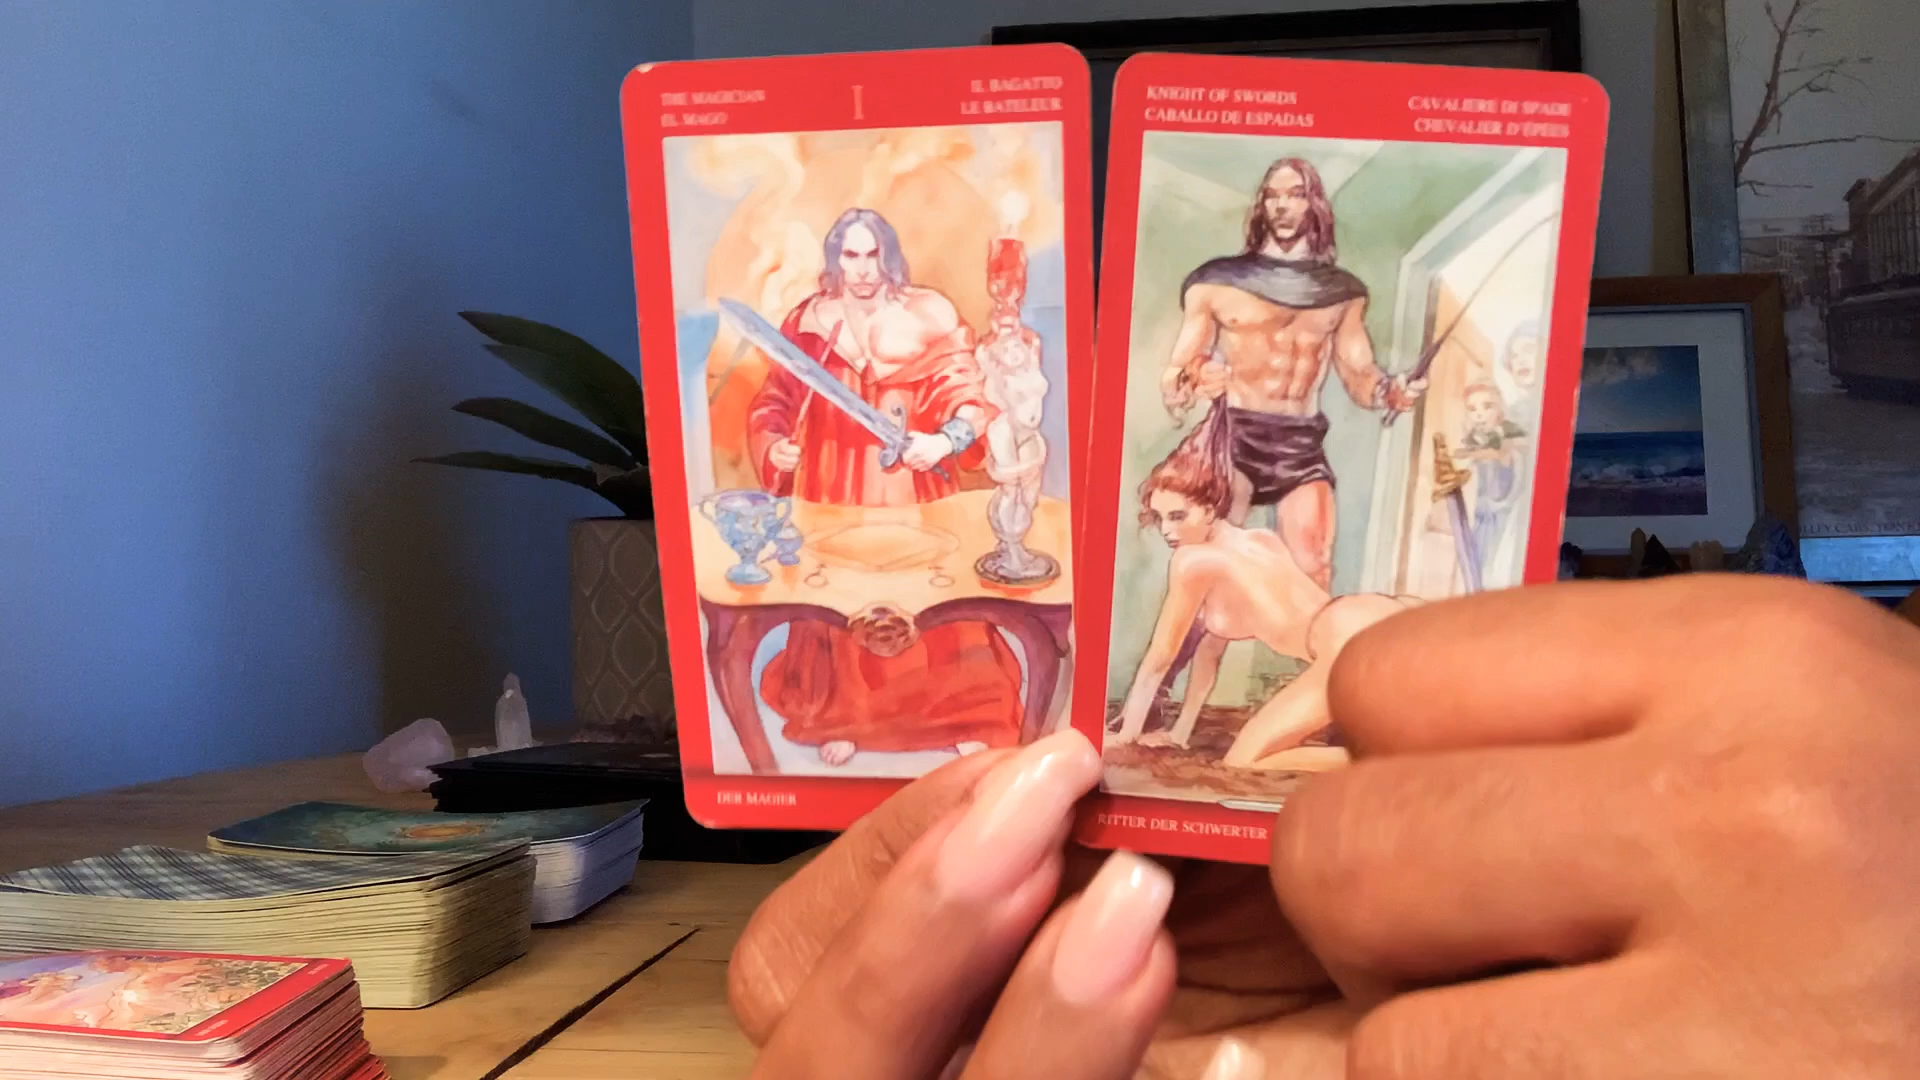 THE MAGICIAN
EL MAGO
I
IL BAGATTO
LE BATELEUR
DER MAGIER
KNIGHT OF SWORDS
CABALLO DE ESPADAS
CAVALIERE DI SPADE
CHEVALIER D'ÉPÉES
RITTER DER SCHWERTER